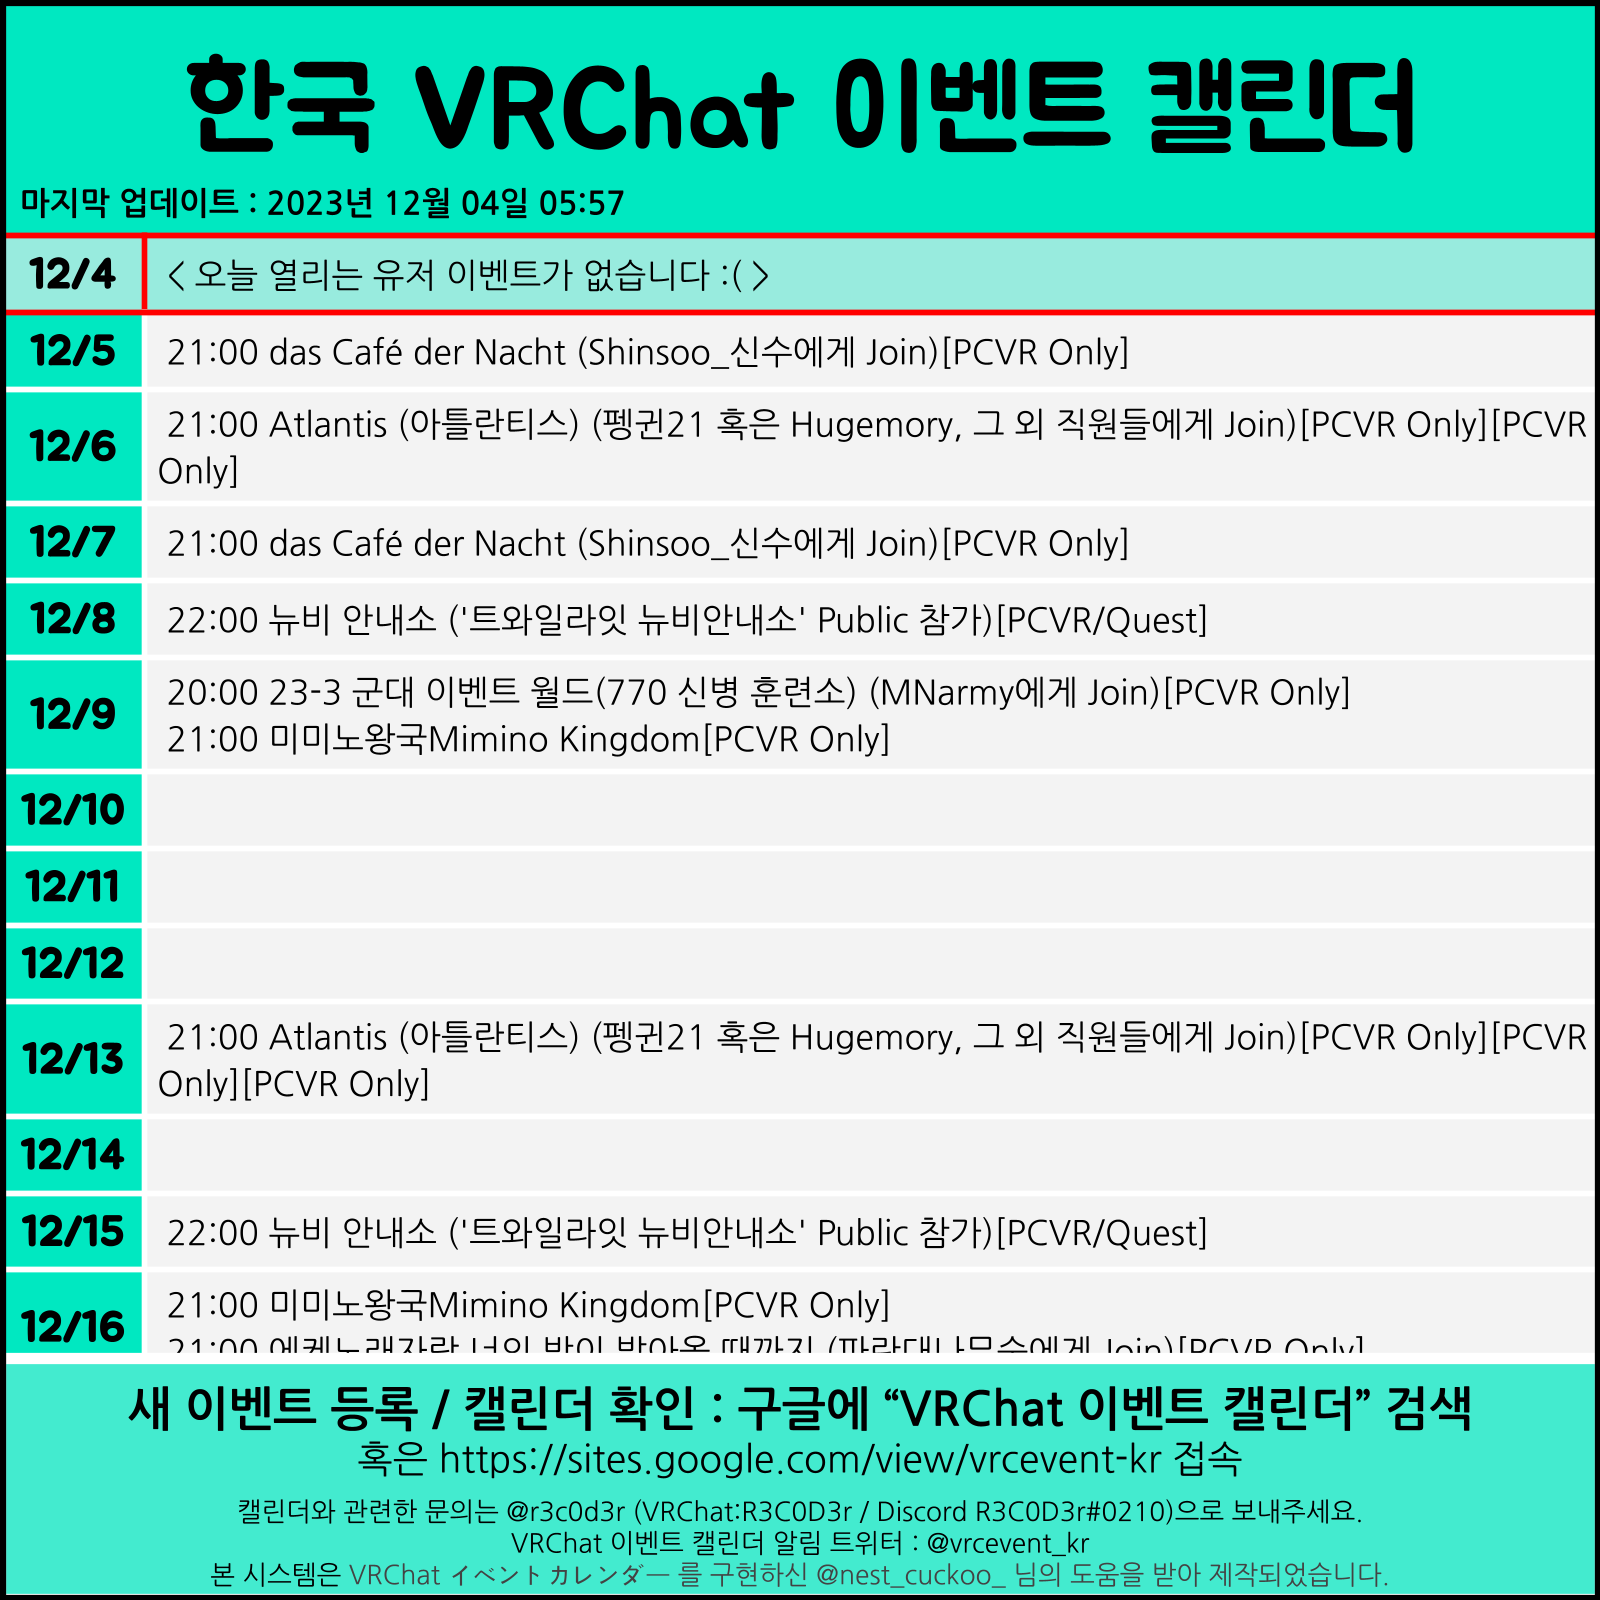 한국 VRChat 이벤트 캘린더
마지막 업데이트 : 2023년 12월 04일 05:57
12/4 < 오늘 열리는 유저 이벤트가 없습니다 :( >
12/5 21:00 das Café der Nacht (Shinsoo_신수에게 Join)[PCVR Only]
12/6 21:00 Atlantis (아틀란티스) (펭귄21 혹은 Hugemory, 그 외 직원들에게 Join)[PCVR Only][PCVR
Only]
12/7 21:00 das Café der Nacht (Shinsoo_신수에게 Join)[PCVR Only]
12/8 22:00 뉴비 안내소 ('트와일라잇 뉴비안내소' Public 참가)[PCVR/Quest]
12/9 20:00 23-3 군대 이벤트 월드(770 신병 훈련소) (MNarmy에게 Join)[PCVR Only]
21:00 미미노왕국Mimino Kingdom[PCVR Only]
12/10
12/11
12/12
12/13 21:00 Atlantis (아틀란티스) (펭귄21 혹은 Hugemory, 그 외 직원들에게 Join)[PCVR Only][PCVR
Only][PCVR Only]
12/14
12/15 22:00 뉴비 안내소 ('트와일라잇 뉴비안내소' Public 참가)[PCVR/Quest]
12/16 21:00 미미노왕국Mimino Kingdom[PCVR Only]
21:00 Join)[PCVR Only]
새 이벤트 등록 / 캘린더 확인 : 구글에 “VRChat 이벤트 캘린더” 검색
혹은 https://sites.google.com/view/vrcevent-kr 접속
캘린더와 관련한 문의는 @r3c0d3r (VRChat:R3C0D3r / Discord R3C0D3r#0210)으로 보내주세요.
VRChat 이벤트 캘린더 알림 트위터 : @vrcevent_kr
본 시스템은 VRChat イベントカレンダー 를 구현하신 @nest_cuckoo_ 님의 도움을 받아 제작되었습니다.